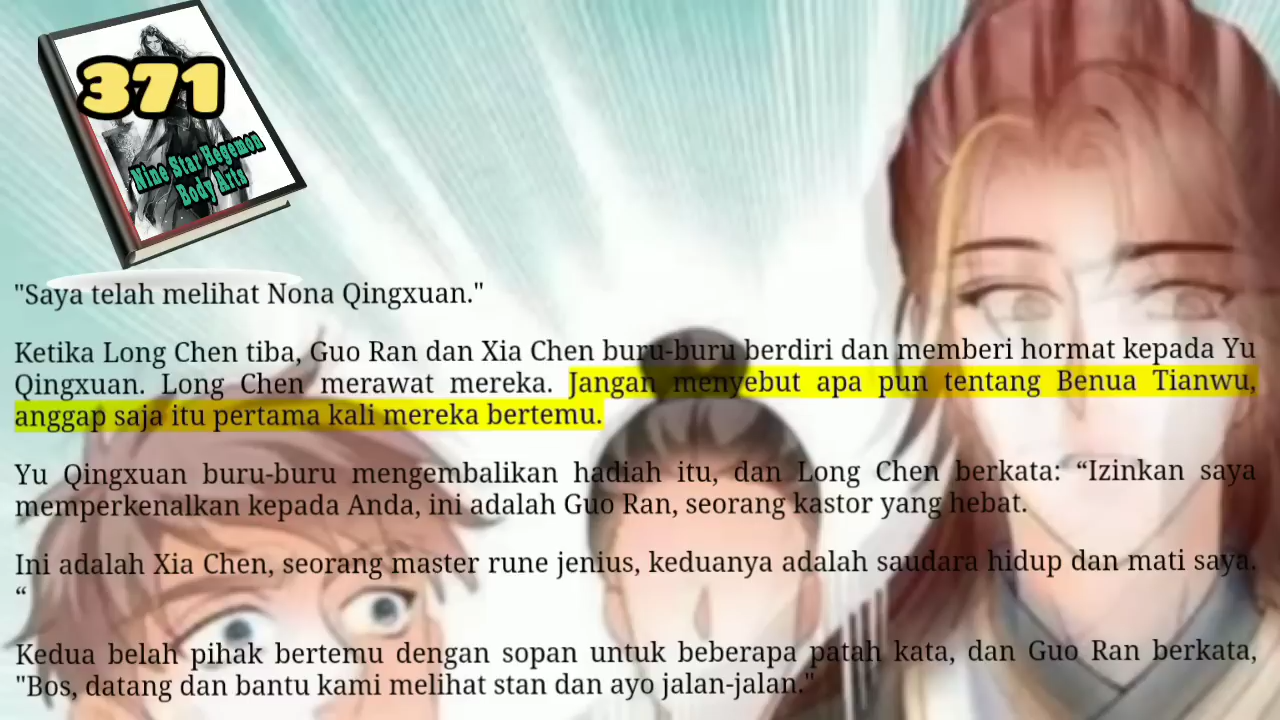 371
Nine Star Hegemon
Body Arts
"Saya telah melihat Nona Qingxuan."
Ketika Long Chen tiba, Guo Ran dan Xia Chen buru-buru berdiri dan memberi hormat kepada Yu
Qingxuan. Long Chen merawat mereka. Jangan menyebut apa pun tentang Benua Tianwu,
anggap saja itu pertama kali mereka bertemu.
Yu Qingxuan buru-buru mengembalikan hadiah itu, dan Long Chen berkata: “Izinkan saya
memperkenalkan kepada Anda, ini adalah Guo Ran, seorang kastor yang hebat.
Ini adalah Xia Chen, seorang master rune jenius, keduanya adalah saudara hidup dan mati saya.
“
Kedua belah pihak bertemu dengan sopan untuk beberapa patah kata, dan Guo Ran berkata,
"Bos, datang dan bantu kami melihat stan dan ayo jalan-jalan."